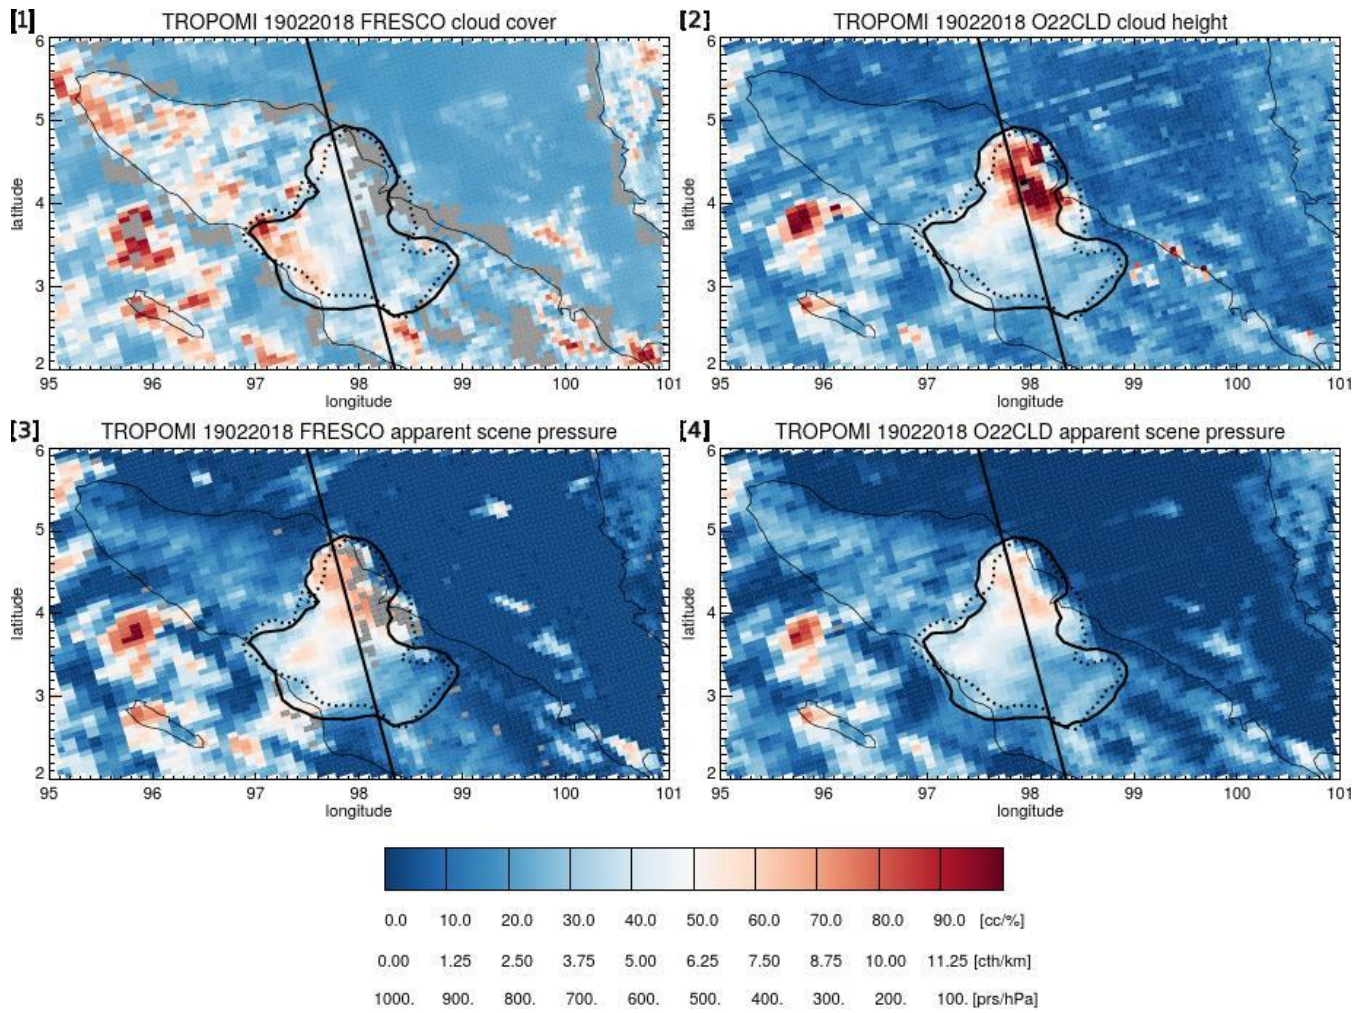 [1] TROPOMI 19022018 FRESCO cloud cover
6
5
4
3
2
latitude
95 96 97 98 99 100 101
longitude
[2] TROPOMI 19022018 O22CLD cloud height
6
5
4
3
2
latitude
95 96 97 98 99 100 101
longitude
[3] TROPOMI 19022018 FRESCO apparent scene pressure
6
5
4
3
2
latitude
95 96 97 98 99 100 101
longitude
[4] TROPOMI 19022018 O22CLD apparent scene pressure
6
5
4
3
2
latitude
95 96 97 98 99 100 101
longitude
0.0 10.0 20.0 30.0 40.0 50.0 60.0 70.0 80.0 90.0 [cc/%]
0.00 1.25 2.50 3.75 5.00 6.25 7.50 8.75 10.00 11.25 [cth/km]
1000. 900. 800. 700. 600. 500. 400. 300. 200. 100. [prs/hPa]